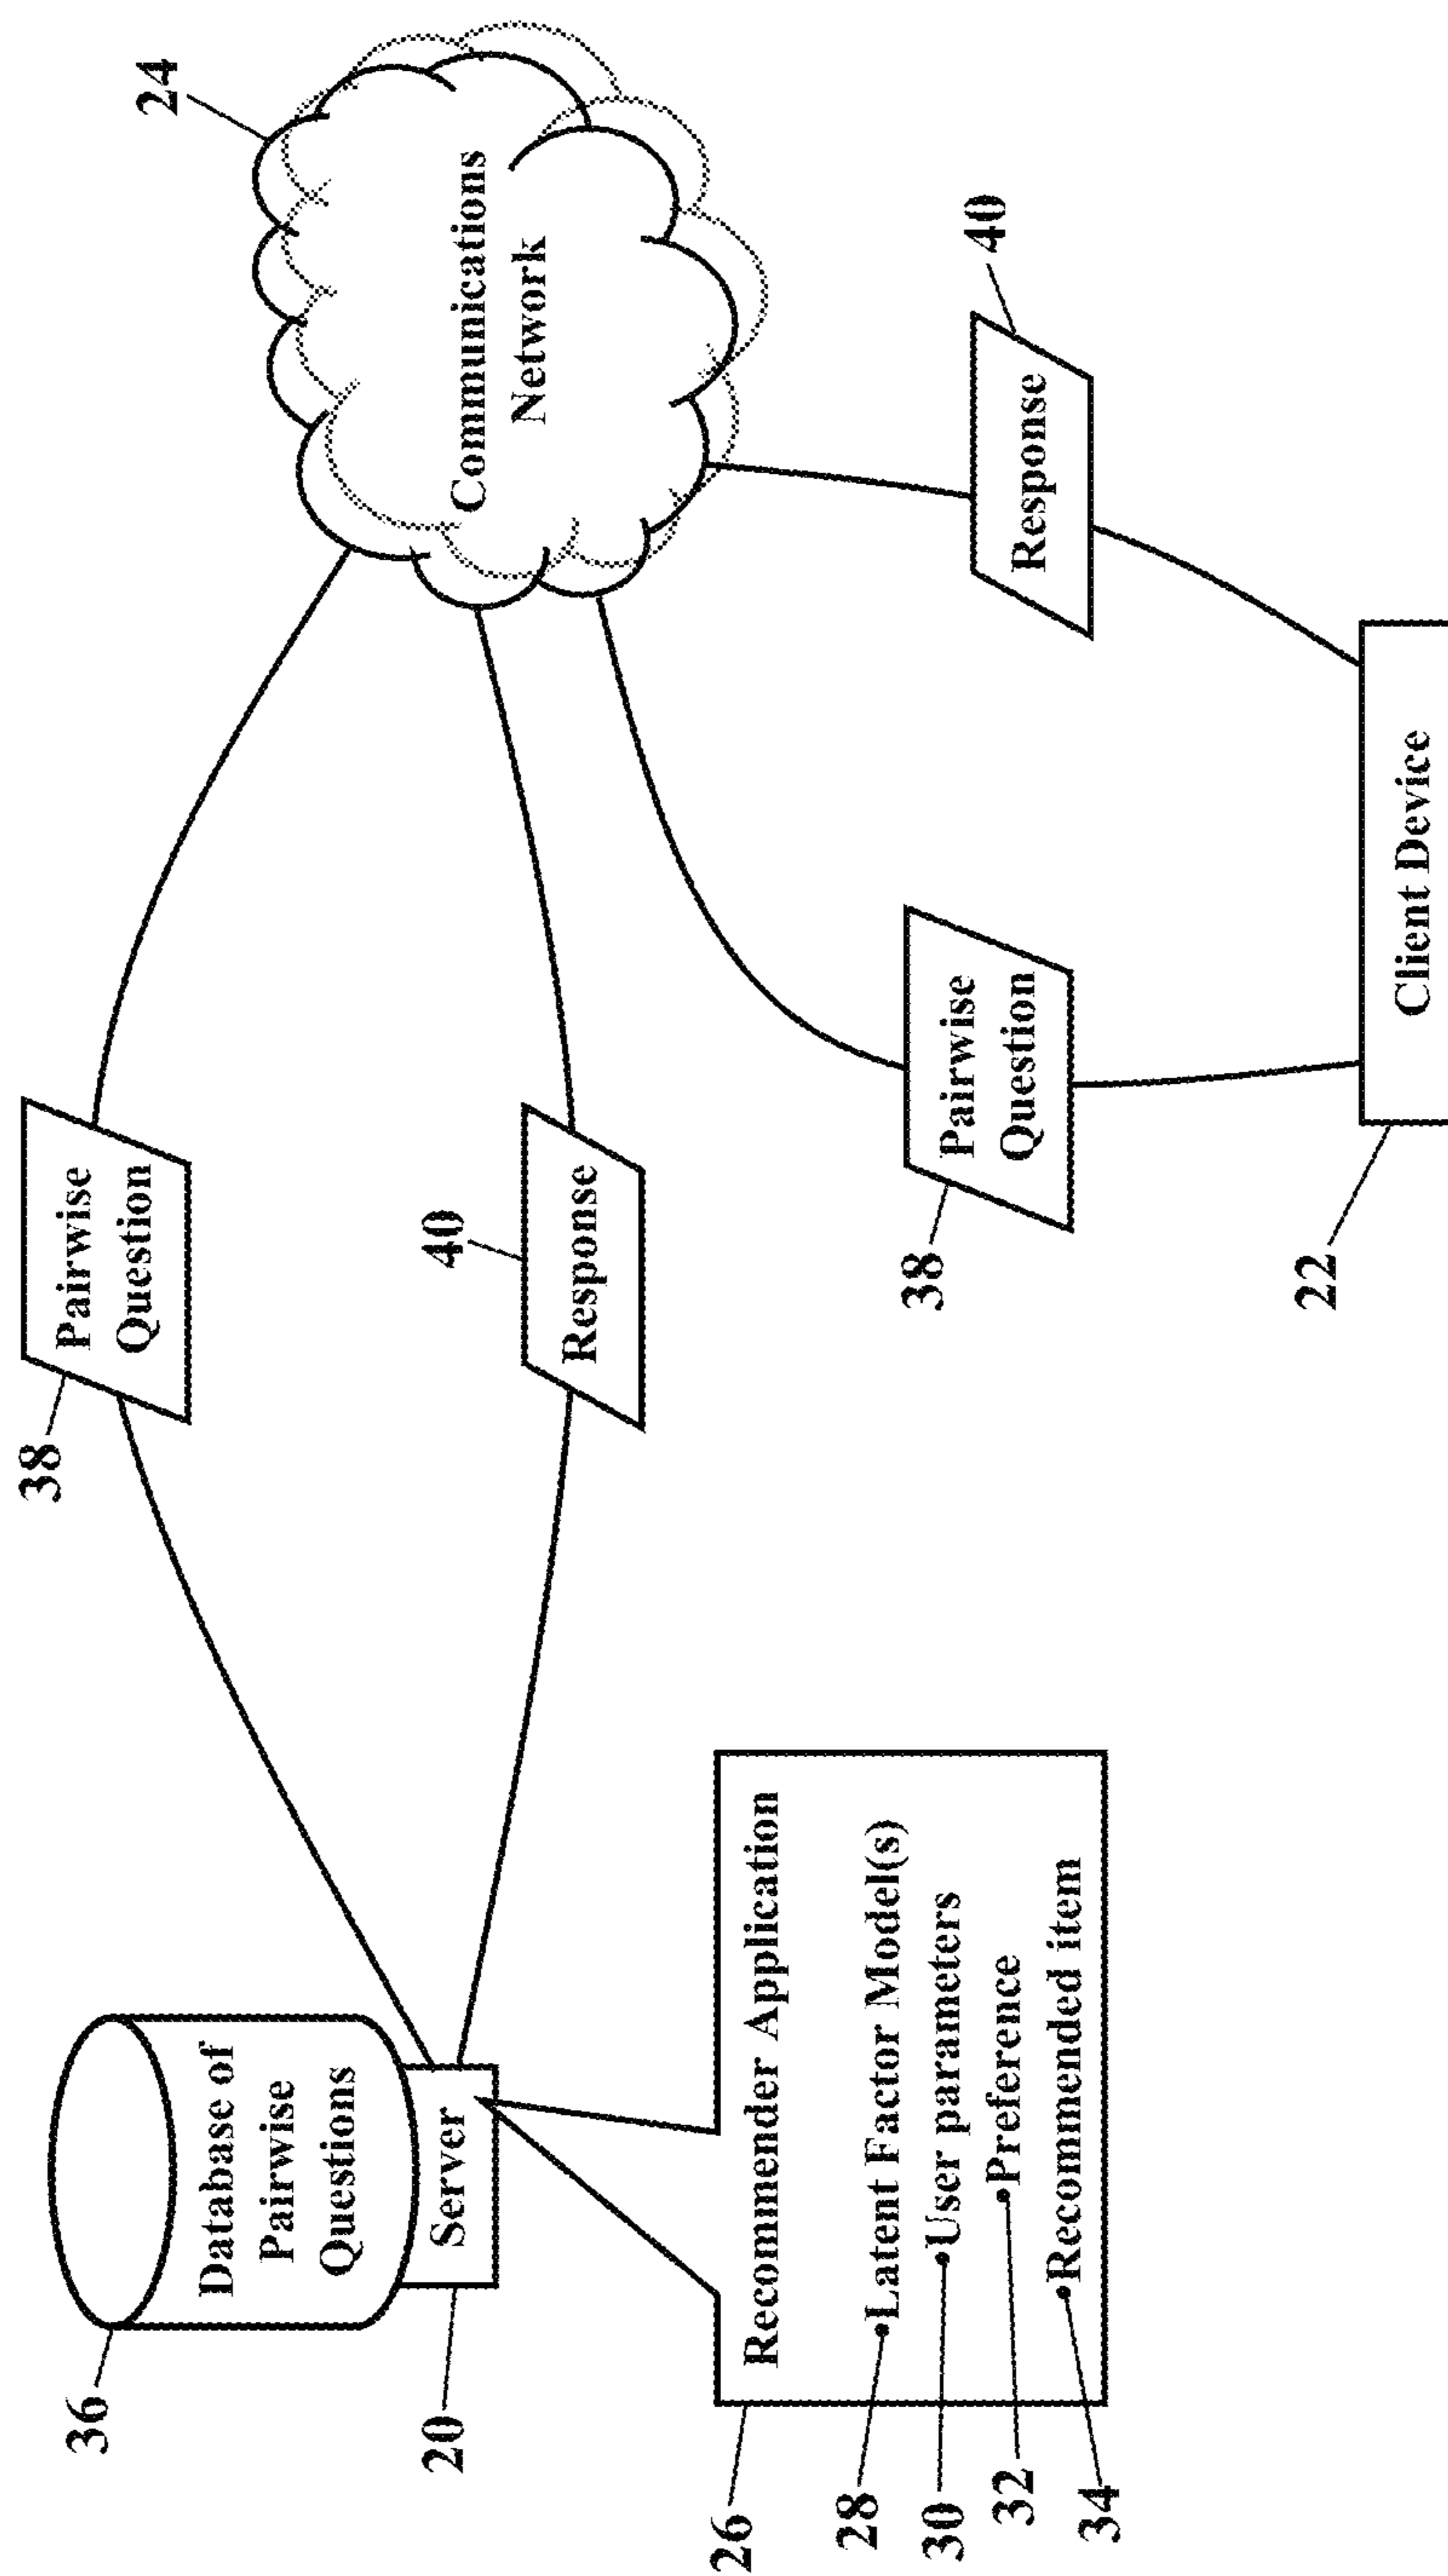 36
Database of
Pairwise
Questions
20
Server
26
Recommender Application
28
•Latent Factor Model(s)
30
•User parameters
32
•Preference
34
•Recommended item
38
Pairwise
Question
40
Response
24
Communications
Network
38
Pairwise
Question
40
Response
22
Client Device